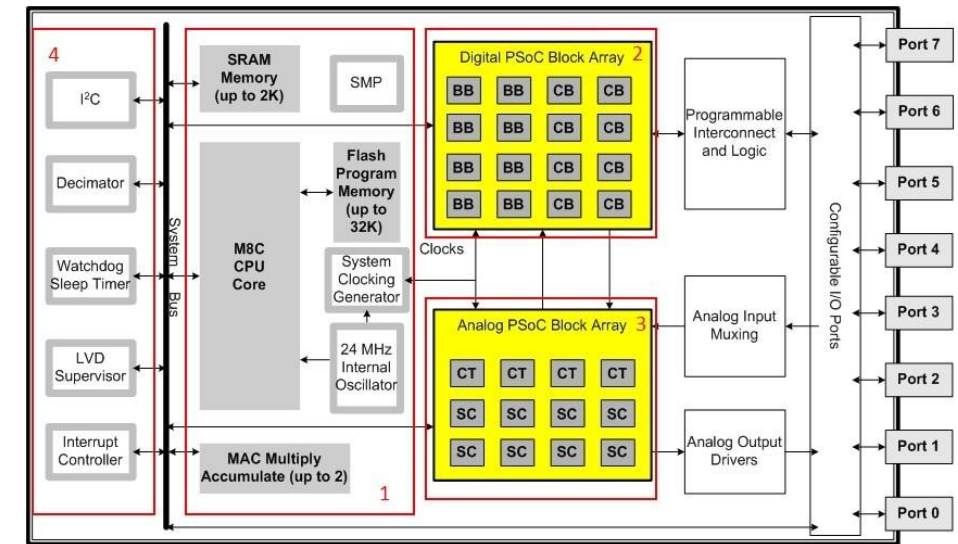 4
I²C
Decimator
Watchdog
Sleep Timer
LVD
Supervisor
Interrupt
Controller
System Bus
SRAM
Memory
(up to 2K)
SMP
M8C
CPU
Core
Flash
Program
Memory
(up to
32K)
System
Clocking
Generator
24 MHz
Internal
Oscillator
MAC Multiply
Accumulate (up to 2)
1
Clocks
Digital PSoC Block Array 2
BB BB CB CB
BB BB CB CB
BB BB CB CB
BB BB CB CB
Analog PSoC Block Array 3
CT CT CT CT
SC SC SC SC
SC SC SC SC
Programmable
Interconnect
and Logic
Analog Input
Muxing
Analog Output
Drivers
Configurable I/O Ports
Port 7
Port 6
Port 5
Port 4
Port 3
Port 2
Port 1
Port 0